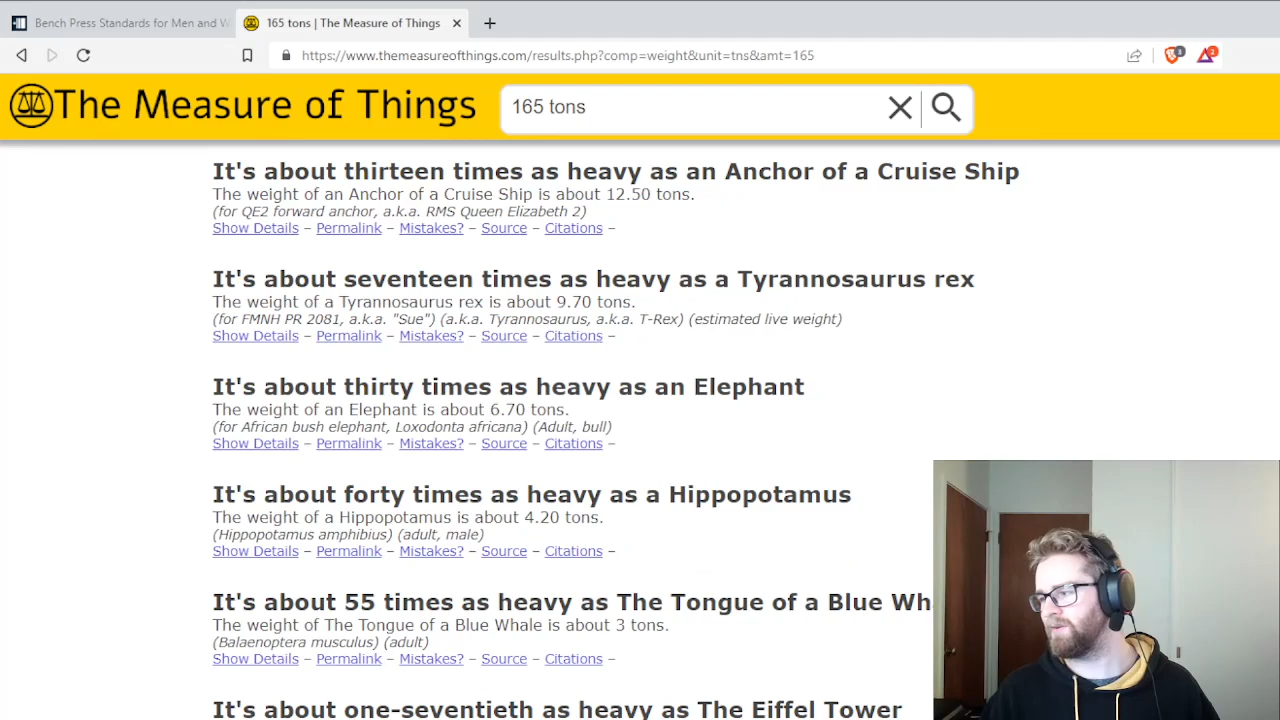 Bench Press Standards for Men and W
165 tons | The Measure of Things
https://www.themeasureofthings.com/results.php?comp=weight&unit=tns&amt=165
The Measure of Things
165 tons
It's about thirteen times as heavy as an Anchor of a Cruise Ship
The weight of an Anchor of a Cruise Ship is about 12.50 tons.
(for QE2 forward anchor, a.k.a. RMS Queen Elizabeth 2)
Show Details – Permalink – Mistakes? – Source – Citations –
It's about seventeen times as heavy as a Tyrannosaurus rex
The weight of a Tyrannosaurus rex is about 9.70 tons.
(for FMNH PR 2081, a.k.a. "Sue") (a.k.a. Tyrannosaurus, a.k.a. T-Rex) (estimated live weight)
Show Details – Permalink – Mistakes? – Source – Citations –
It's about thirty times as heavy as an Elephant
The weight of an Elephant is about 6.70 tons.
(for African bush elephant, Loxodonta africana) (Adult, bull)
Show Details – Permalink – Mistakes? – Source – Citations –
It's about forty times as heavy as a Hippopotamus
The weight of a Hippopotamus is about 4.20 tons.
(Hippopotamus amphibius) (adult, male)
Show Details – Permalink – Mistakes? – Source – Citations –
It's about 55 times as heavy as The Tongue of a Blue Wh
The weight of The Tongue of a Blue Whale is about 3 tons.
(Balaenoptera musculus) (adult)
Show Details – Permalink – Mistakes? – Source – Citations –
It's about one-seventieth as heavy as The Eiffel Tower